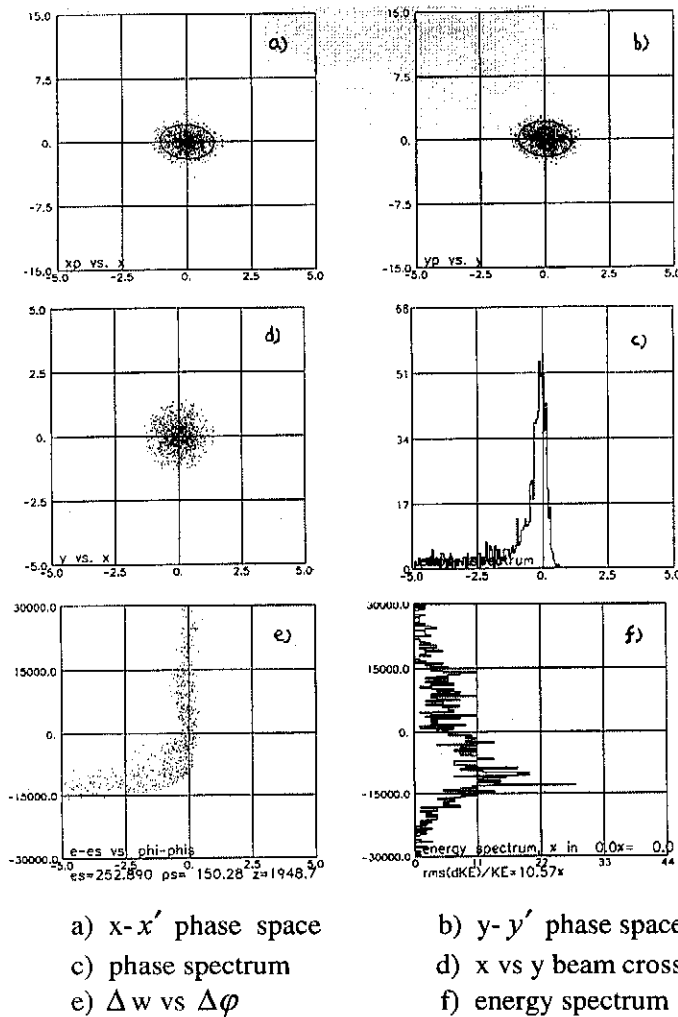 15.0 a) 15.0 b)
7.5 7.5
0. 0.
-7.5 -7.5
xp vs. x yp vs.
-15.0 -15.0
-5.0 -2.5 0. 2.5 5.0 -5.0 -2.5 0. 2.5 5.0
5.0 d) 68 c)
2.5 51
0. 34
-2.5 17
y vs. x
-5.0 0
-5.0 -2.5 0. 2.5 5.0 -5.0 -2.5 0. 2.5 5.0
30000.0 e) 30000.0 f)
15000.0 15000.0
0. 0.
-15000.0 -15000.0
e-es vs phi-phis energy spectrum, x in 0.0x= 0.0
-30000.0 -30000.0
-5.0 -2.5 0. 2.5 5.0 0 11 22 33 44
es=252.890 ps= 150.28 z=1948.7 rms(dKE)/KE=10.57x
a) x-x′ phase space b) y-y′ phase space
c) phase spectrum d) x vs y beam cross
e) Δw vs Δφ f) energy spectrum